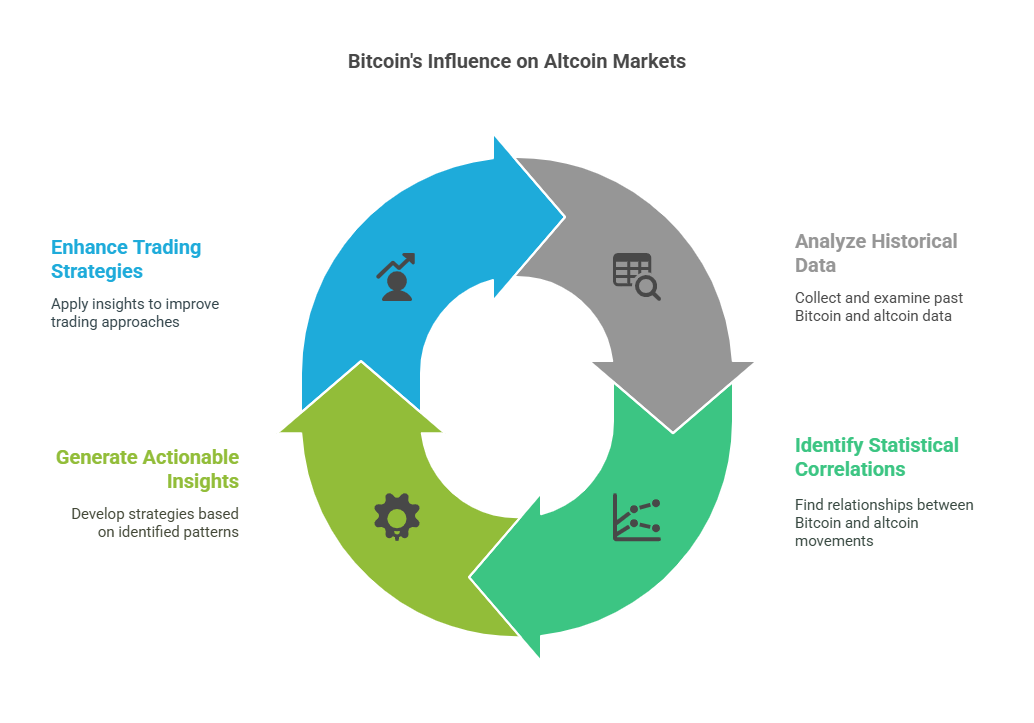 Bitcoin's Influence on Altcoin Markets
Enhance Trading
Strategies
Apply insights to improve
trading approaches
Analyze Historical
Data
Collect and examine past
Bitcoin and altcoin data
Generate Actionable
Insights
Develop strategies based
on identified patterns
Identify Statistical
Correlations
Find relationships between
Bitcoin and altcoin
movements